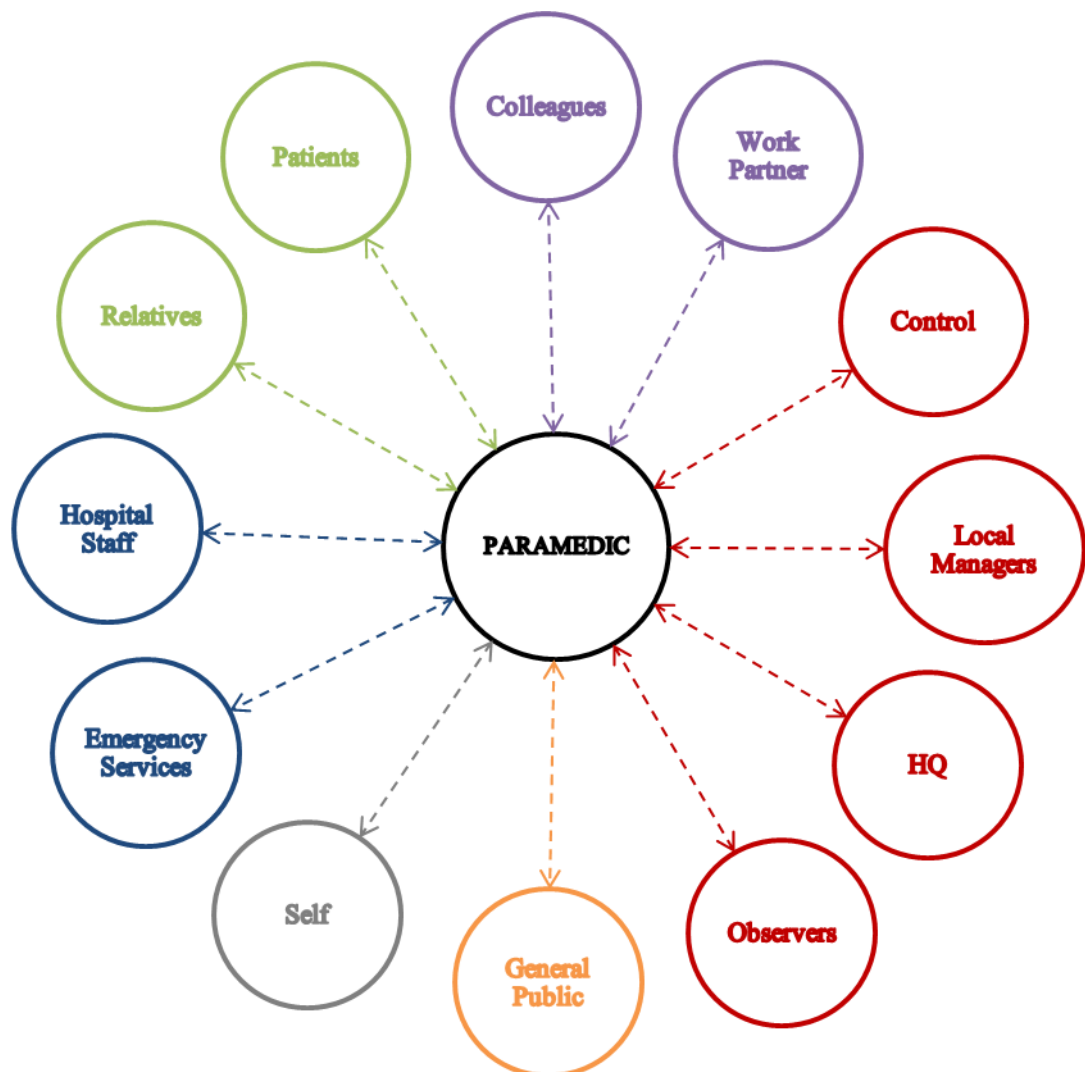 Colleagues
Work
Partner
Patients
Control
Relatives
Hospital
Staff
PARAMEDIC
Local
Managers
Emergency
Services
HQ
Self
Observers
General
Public